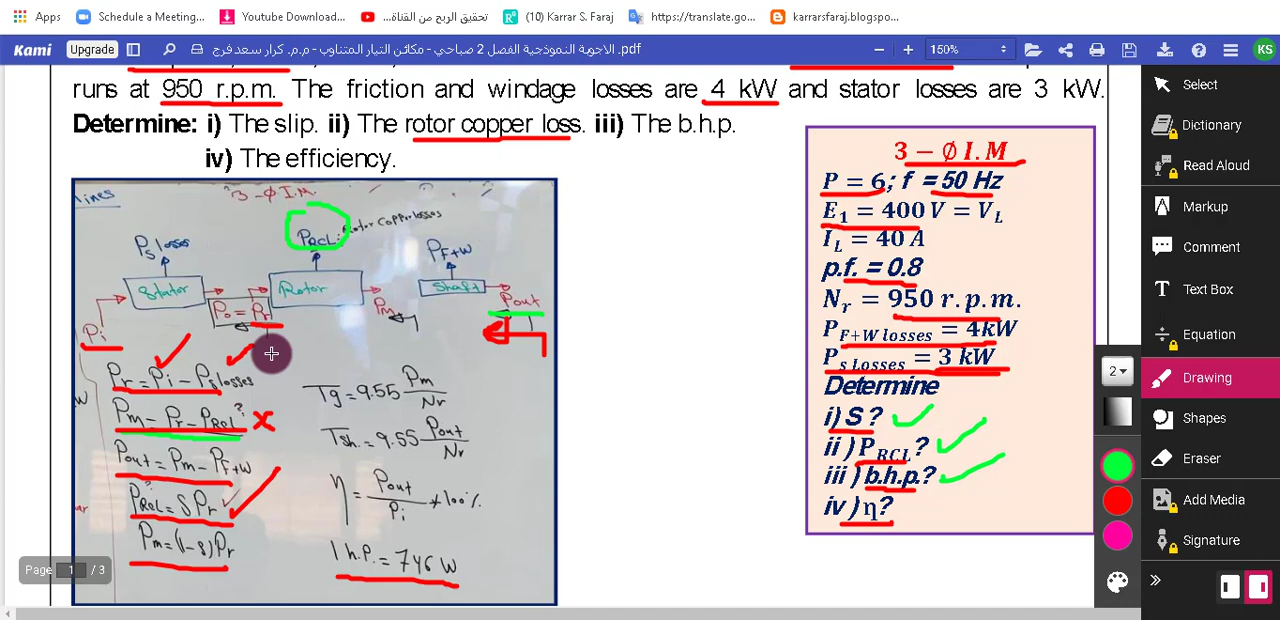 Apps Schedule a Meeting... Youtube Download... تحقيق الربح من القناة... (10) Karrar S. Faraj https://translate.go... karrarsfaraj.blogspo...
Kami Upgrade الاجوبة النموذجية الفصل 2 صباحي - مكائن التيار المتناوب - م.م. كرار سعد فرج.pdf 150%
KS
runs at 950 r.p.m. The friction and windage losses are 4 kW and stator losses are 3 kW.
Determine: i) The slip. ii) The rotor copper loss. iii) The b.h.p.
iv) The efficiency.
3-Ø I.M.
PRCL: Rotor Copper losses
Ps losses
PF+W
Stator
Rotor
Shaft
Pout
Po = Pr
Pm
Pi
Pr = Pi - Pslosses
Pm = Pr - PRCL?
Pout = Pm - PF+W
PRCL = SPr
Pm = (1-s)Pr
Tg = 9.55 Pm/Nr
Tsh. = 9.55 Pout/Nr
η = Pout/Pi * 100%
1 h.P. = 746 W
3 − Ø I.M
P = 6; f = 50 Hz
E1 = 400 V = VL
IL = 40 A
p.f. = 0.8
Nr = 950 r.p.m.
PF+W losses = 4kW
Ps Losses = 3 kW
Determine
i) S?
ii) PRCL?
iii) b.h.p.?
iv) η?
Page 1 / 3
Select
Dictionary
Read Aloud
Markup
Comment
Text Box
Equation
2 Drawing
Shapes
Eraser
Add Media
Signature